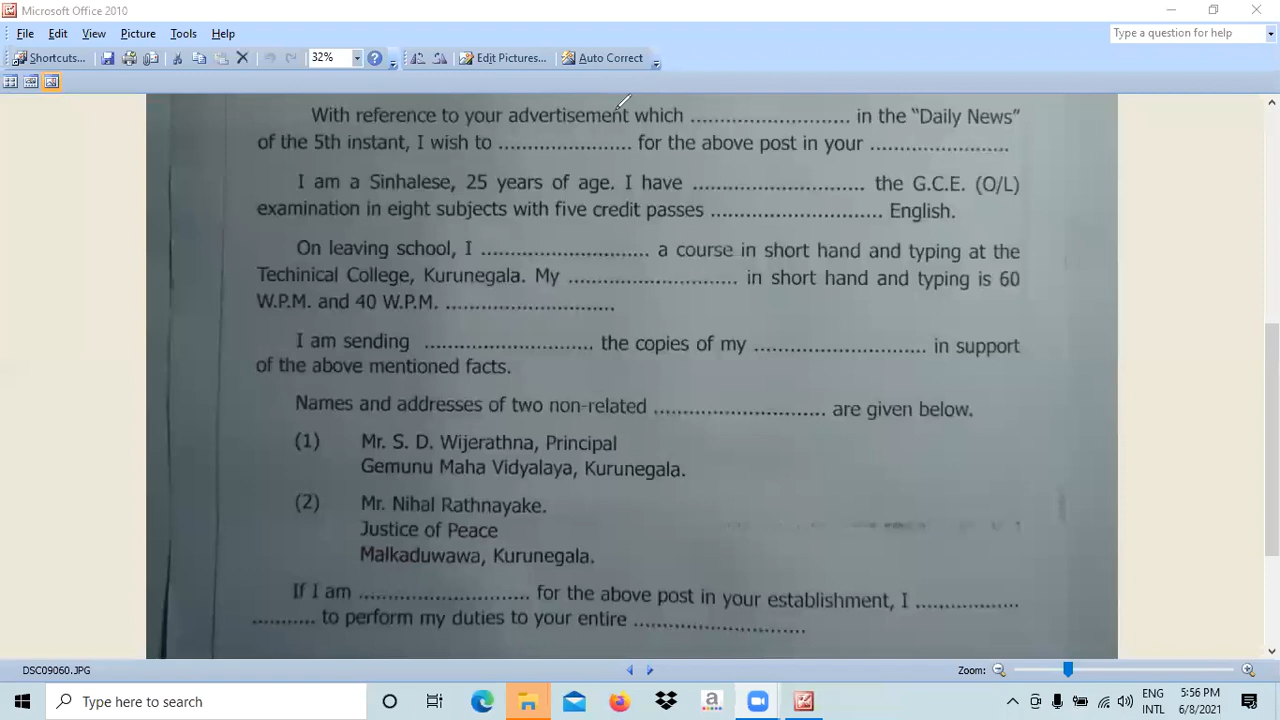 Microsoft Office 2010
File Edit View Picture Tools Help
Type a question for help
Shortcuts... 32% Edit Pictures... Auto Correct
With reference to your advertisement which .............................. in the “Daily News”
of the 5th instant, I wish to ......................... for the above post in your ..........................
I am a Sinhalese, 25 years of age. I have ................................ the G.C.E. (O/L)
examination in eight subjects with five credit passes ................................ English.
On leaving school, I ................................ a course in short hand and typing at the
Techinical College, Kurunegala. My ................................ in short hand and typing is 60
W.P.M. and 40 W.P.M. ................................
I am sending ................................ the copies of my ................................ in support
of the above mentioned facts.
Names and addresses of two non-related ................................ are given below.
(1) Mr. S. D. Wijerathna, Principal
Gemunu Maha Vidyalaya, Kurunegala.
(2) Mr. Nihal Rathnayake.
Justice of Peace
Malkaduwawa, Kurunegala.
If I am ................................ for the above post in your establishment, I ...................
............ to perform my duties to your entire ................................
DSC09060.JPG Zoom:
Type here to search ENG 5:56 PM
INTL 6/8/2021